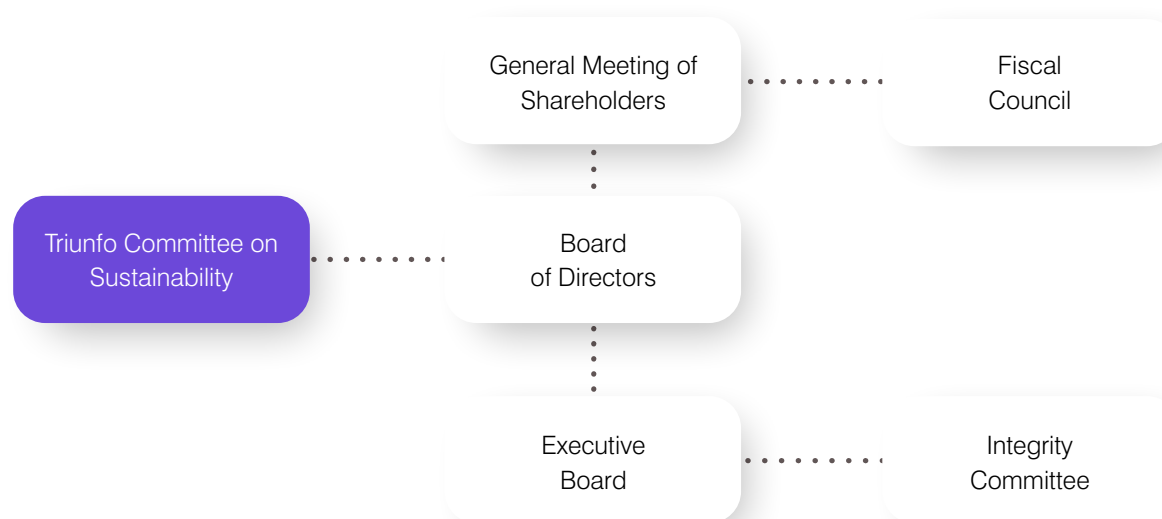 General Meeting of
Shareholders
Fiscal
Council
Triunfo Committee on
Sustainability
Board
of Directors
Executive
Board
Integrity
Committee